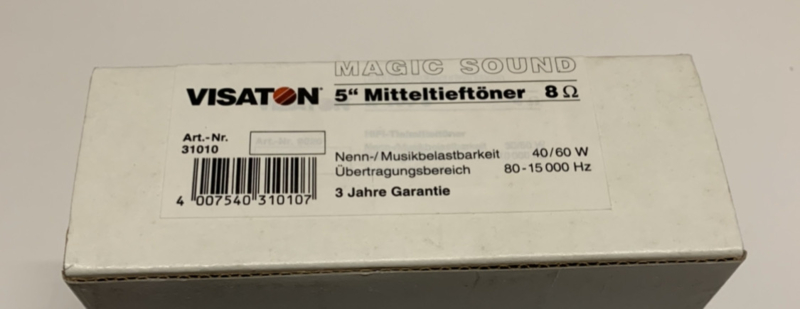 MAGIC SOUND
VISATON 5“ Mitteltieftöner 8 Ω
Art.-Nr.
31010
Nenn-/Musikbelastbarkeit 40/60 W
Übertragungsbereich 80-15 000 Hz
3 Jahre Garantie
4 007540 310107